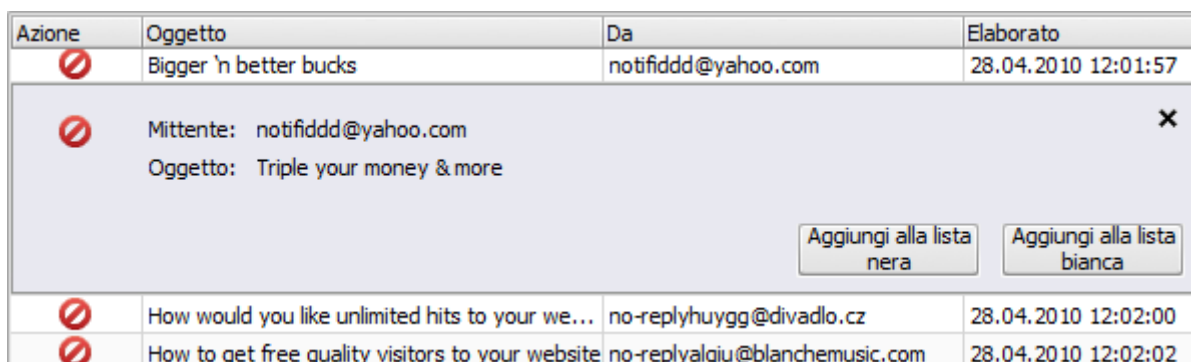 Azione Oggetto Da Elaborato
Bigger 'n better bucks notifiddd@yahoo.com 28.04.2010 12:01:57
Mittente: notifiddd@yahoo.com
Oggetto: Triple your money & more
Aggiungi alla lista nera Aggiungi alla lista bianca
How would you like unlimited hits to your we... no-replyhuygg@divadlo.cz 28.04.2010 12:02:00
How to get free quality visitors to your website no-replyalgiu@blanchemusic.com 28.04.2010 12:02:02